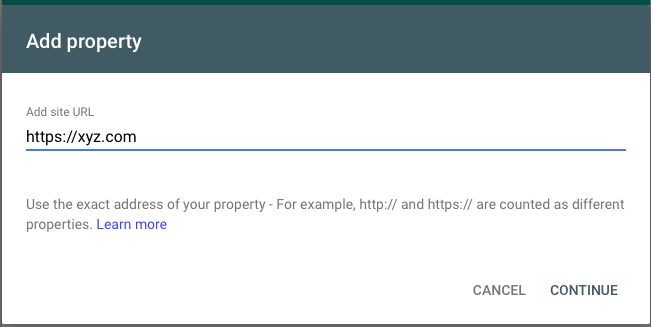 Add property
Add site URL
https://xyz.com
Use the exact address of your property - For example, http:// and https:// are counted as different
properties. Learn more
CANCEL CONTINUE